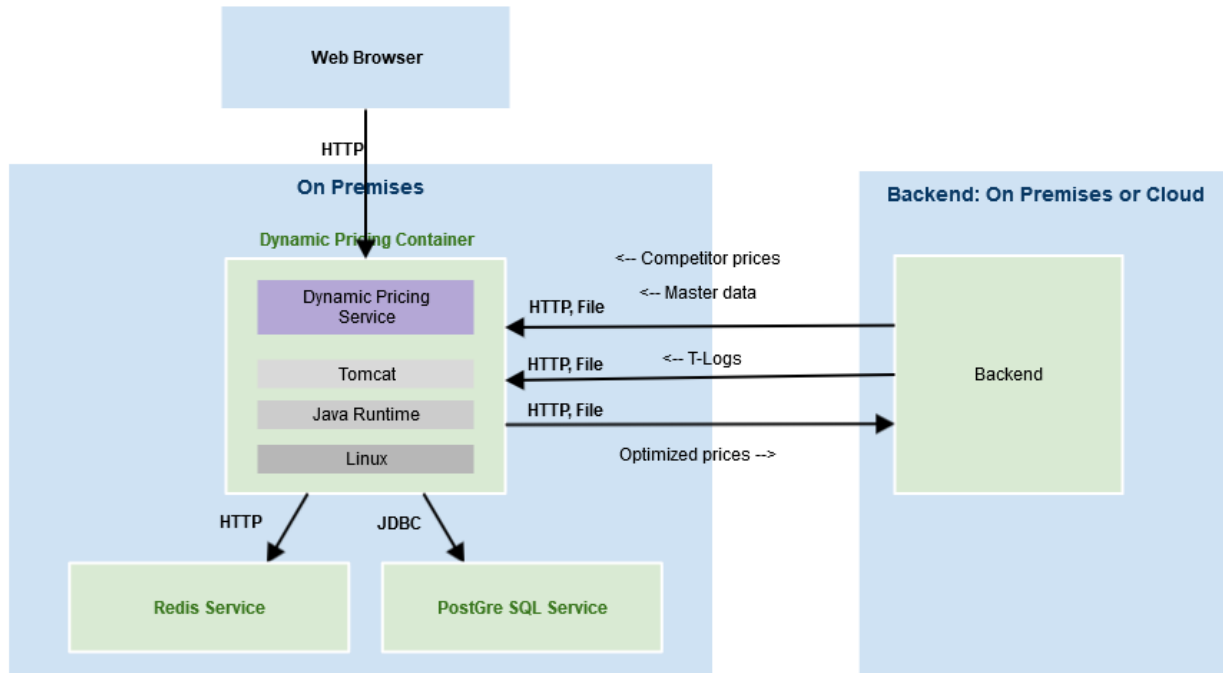 Web Browser
HTTP
On Premises
Backend: On Premises or Cloud
Dynamic Pricing Container
<-- Competitor prices
Dynamic Pricing
Service
<-- Master data
HTTP, File
Tomcat
<-- T-Logs
HTTP, File
Backend
Java Runtime
HTTP, File
Linux
Optimized prices -->
HTTP
JDBC
Redis Service
PostGre SQL Service